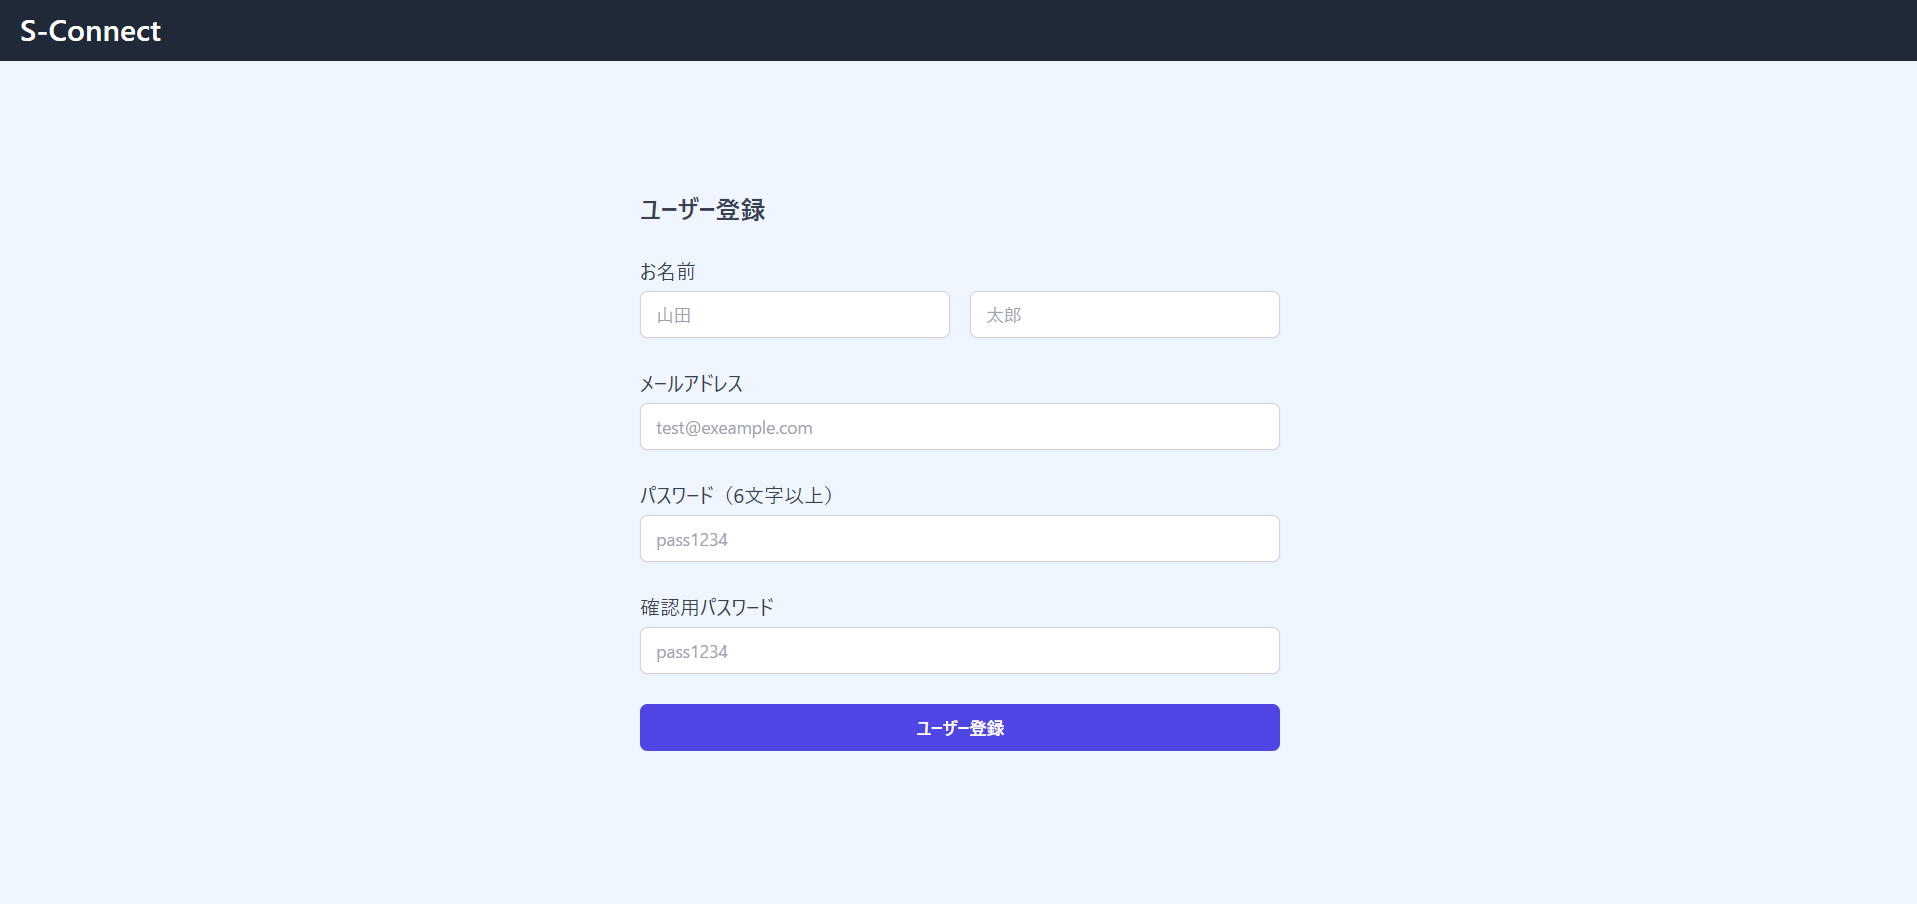 S-Connect
ユーザー登録
お名前
山田 太郎
メールアドレス
test@exeample.com
パスワード（6文字以上）
pass1234
確認用パスワード
pass1234
ユーザー登録